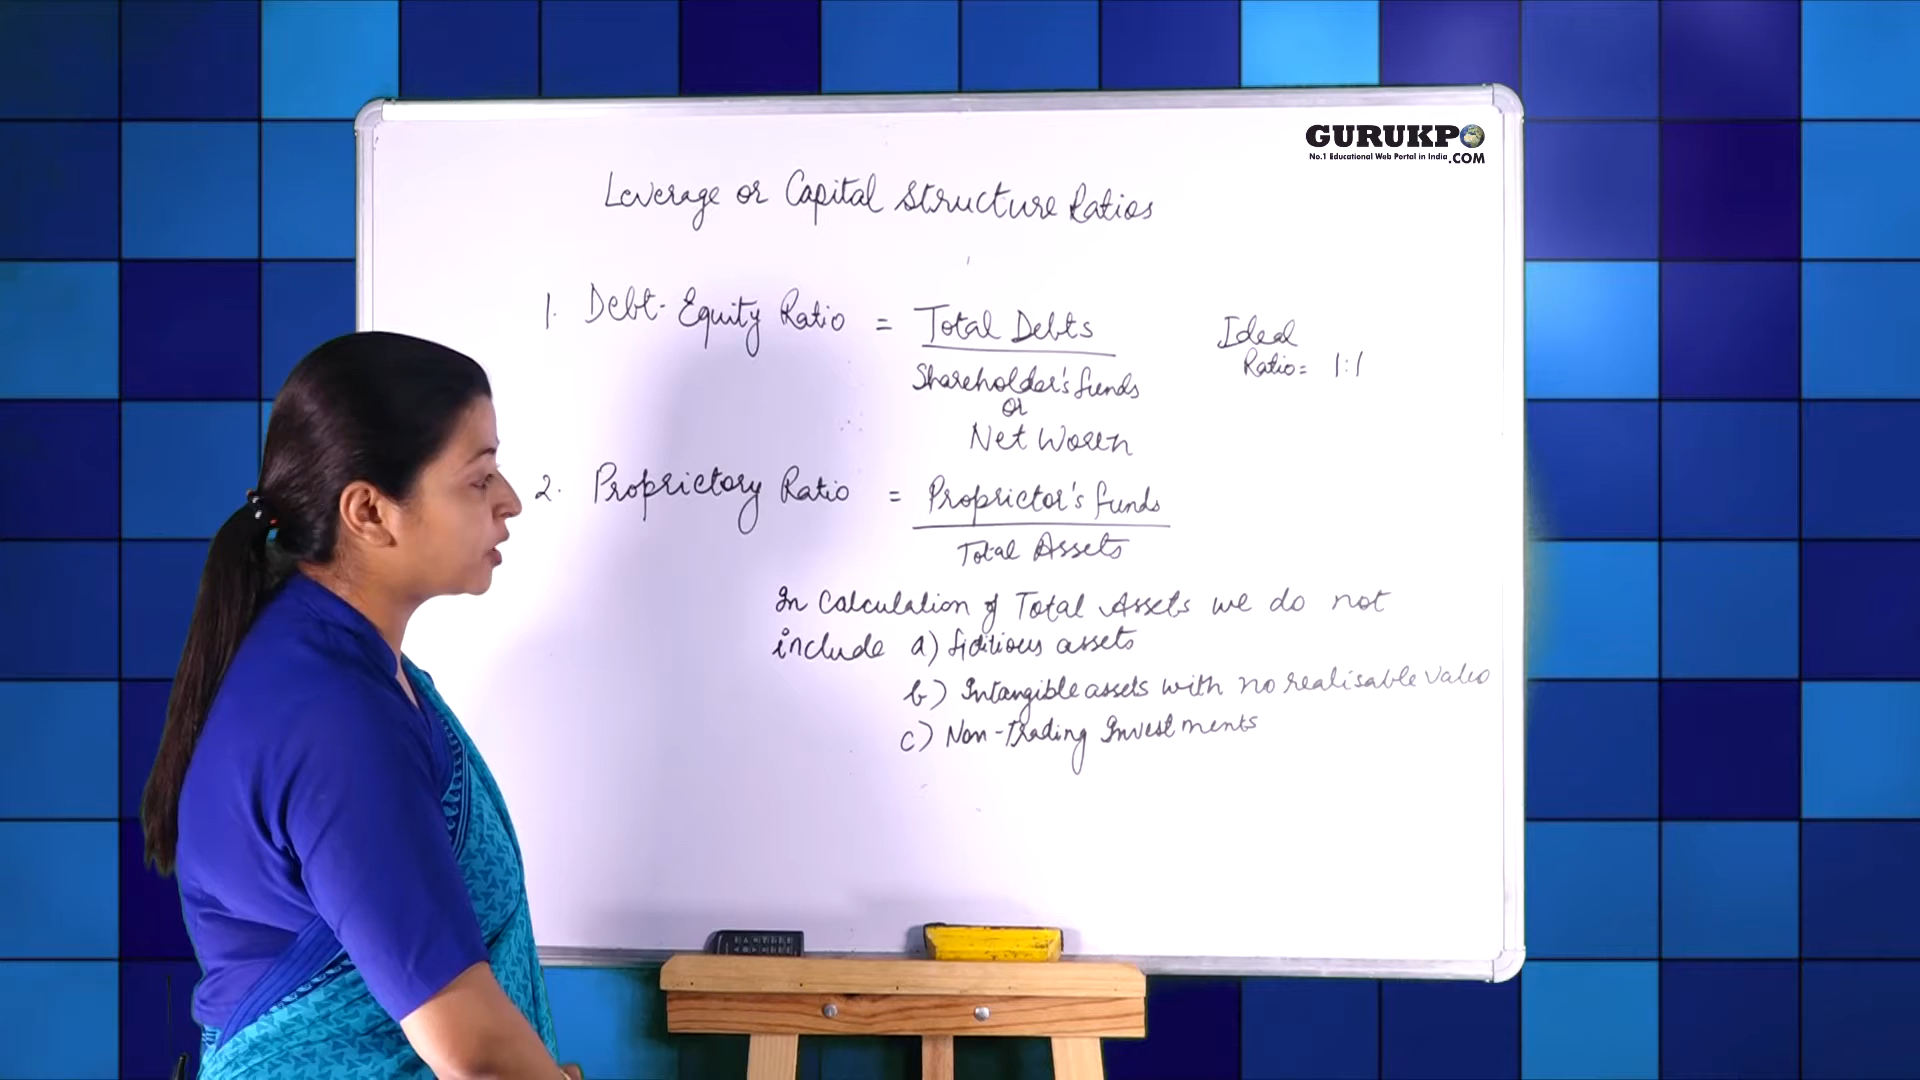 GURUKPO
No.1 Educational Web Portal in India .COM
Leverage or Capital Structure Ratios
1. Debt-Equity Ratio = Total Debts
Shareholder's funds
or
Net Worth
Ideal
Ratio = 1:1
2. Proprietory Ratio = Proprietor's funds
Total Assets
In Calculation of Total Assets we do not
include a) fictitious assets
b) Intangible assets with no realisable value
c) Non-Trading Investments